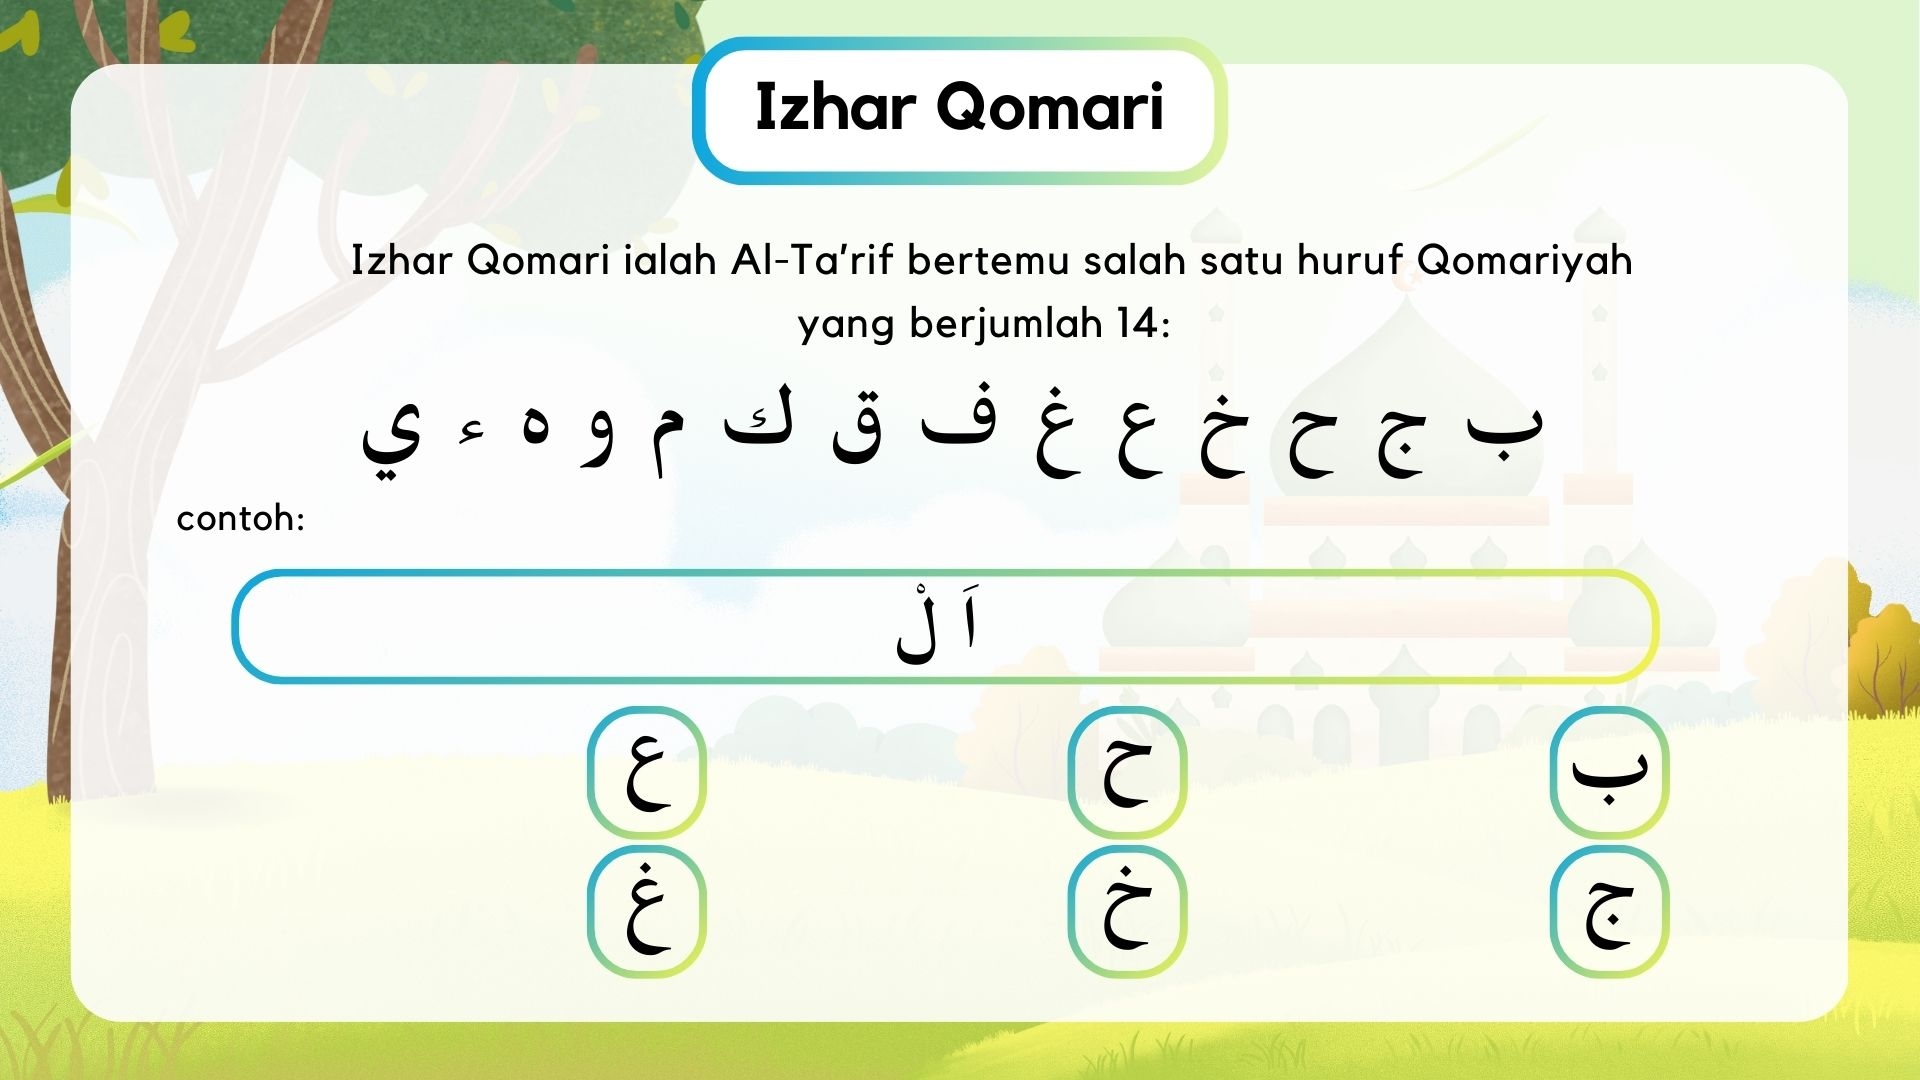 Izhar Qomari
Izhar Qomari ialah Al-Ta'rif bertemu salah satu huruf Qomariyah
yang berjumlah 14:
ب ج ح خ ع غ ف ق ك م و ه ء ي
contoh:
اَ لْ
ب ح ع
ج خ غ